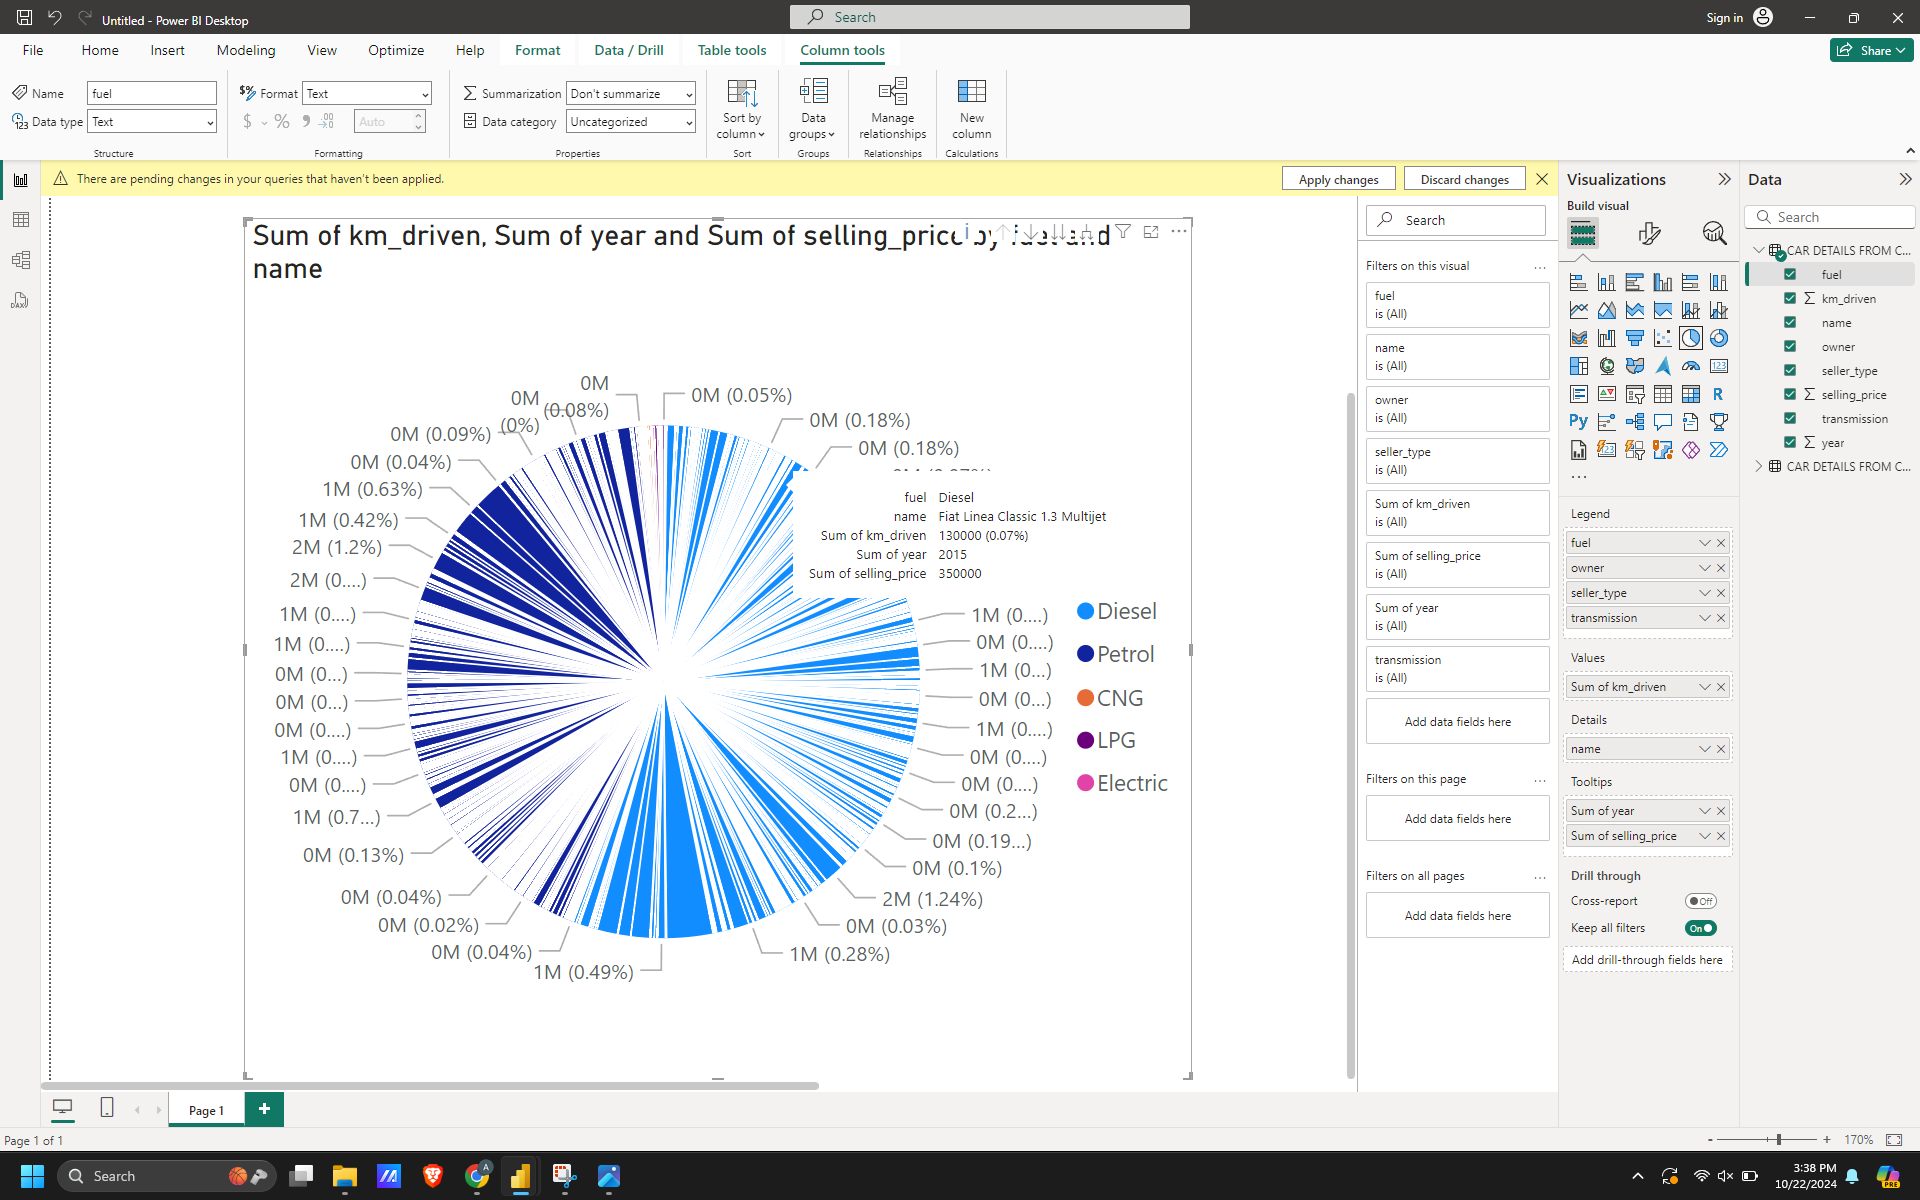 Untitled - Power BI Desktop
Search
Sign in
File
Home
Insert
Modeling
View
Optimize
Help
Format
Data / Drill
Table tools
Column tools
Share
Name
fuel
Data type
Text
Structure
Format
Text
$ % 9 .00
Auto
Formatting
Summarization
Don't summarize
Data category
Uncategorized
Properties
Sort by
column
Sort
Data
groups
Groups
Manage
relationships
Relationships
New
column
Calculations
There are pending changes in your queries that haven't been applied.
Apply changes
Discard changes
Sum of km_driven, Sum of year and Sum of selling_price by fuel and
name
0M
0M
(0.08%)
(0%)
0M (0.05%)
0M (0.18%)
0M (0.18%)
0M (0.09%)
0M (0.04%)
1M (0.63%)
1M (0.42%)
2M (1.2%)
2M (0....)
1M (0....)
1M (0....)
0M (0...)
0M (0...)
0M (0....)
1M (0....)
0M (0....)
1M (0.7...)
0M (0.13%)
0M (0.04%)
0M (0.02%)
0M (0.04%)
1M (0.49%)
fuel Diesel
name Fiat Linea Classic 1.3 Multijet
Sum of km_driven 130000 (0.07%)
Sum of year 2015
Sum of selling_price 350000
1M (0....)
0M (0....)
1M (0...)
0M (0...)
1M (0....)
0M (0....)
0M (0....)
0M (0.2...)
0M (0.19...)
0M (0.1%)
2M (1.24%)
0M (0.03%)
1M (0.28%)
Diesel
Petrol
CNG
LPG
Electric
Search
Filters on this visual
fuel
is (All)
name
is (All)
owner
is (All)
seller_type
is (All)
Sum of km_driven
is (All)
Sum of selling_price
is (All)
Sum of year
is (All)
transmission
is (All)
Add data fields here
Filters on this page
Add data fields here
Filters on all pages
Add data fields here
Visualizations
Build visual
123
R
Py
Legend
fuel
owner
seller_type
transmission
Values
Sum of km_driven
Details
name
Tooltips
Sum of year
Sum of selling_price
Drill through
Cross-report
Off
Keep all filters
On
Add drill-through fields here
Data
Search
CAR DETAILS FROM C...
fuel
km_driven
name
owner
seller_type
selling_price
transmission
year
CAR DETAILS FROM C...
Page 1
Page 1 of 1
- + 170%
Search
3:38 PM
10/22/2024